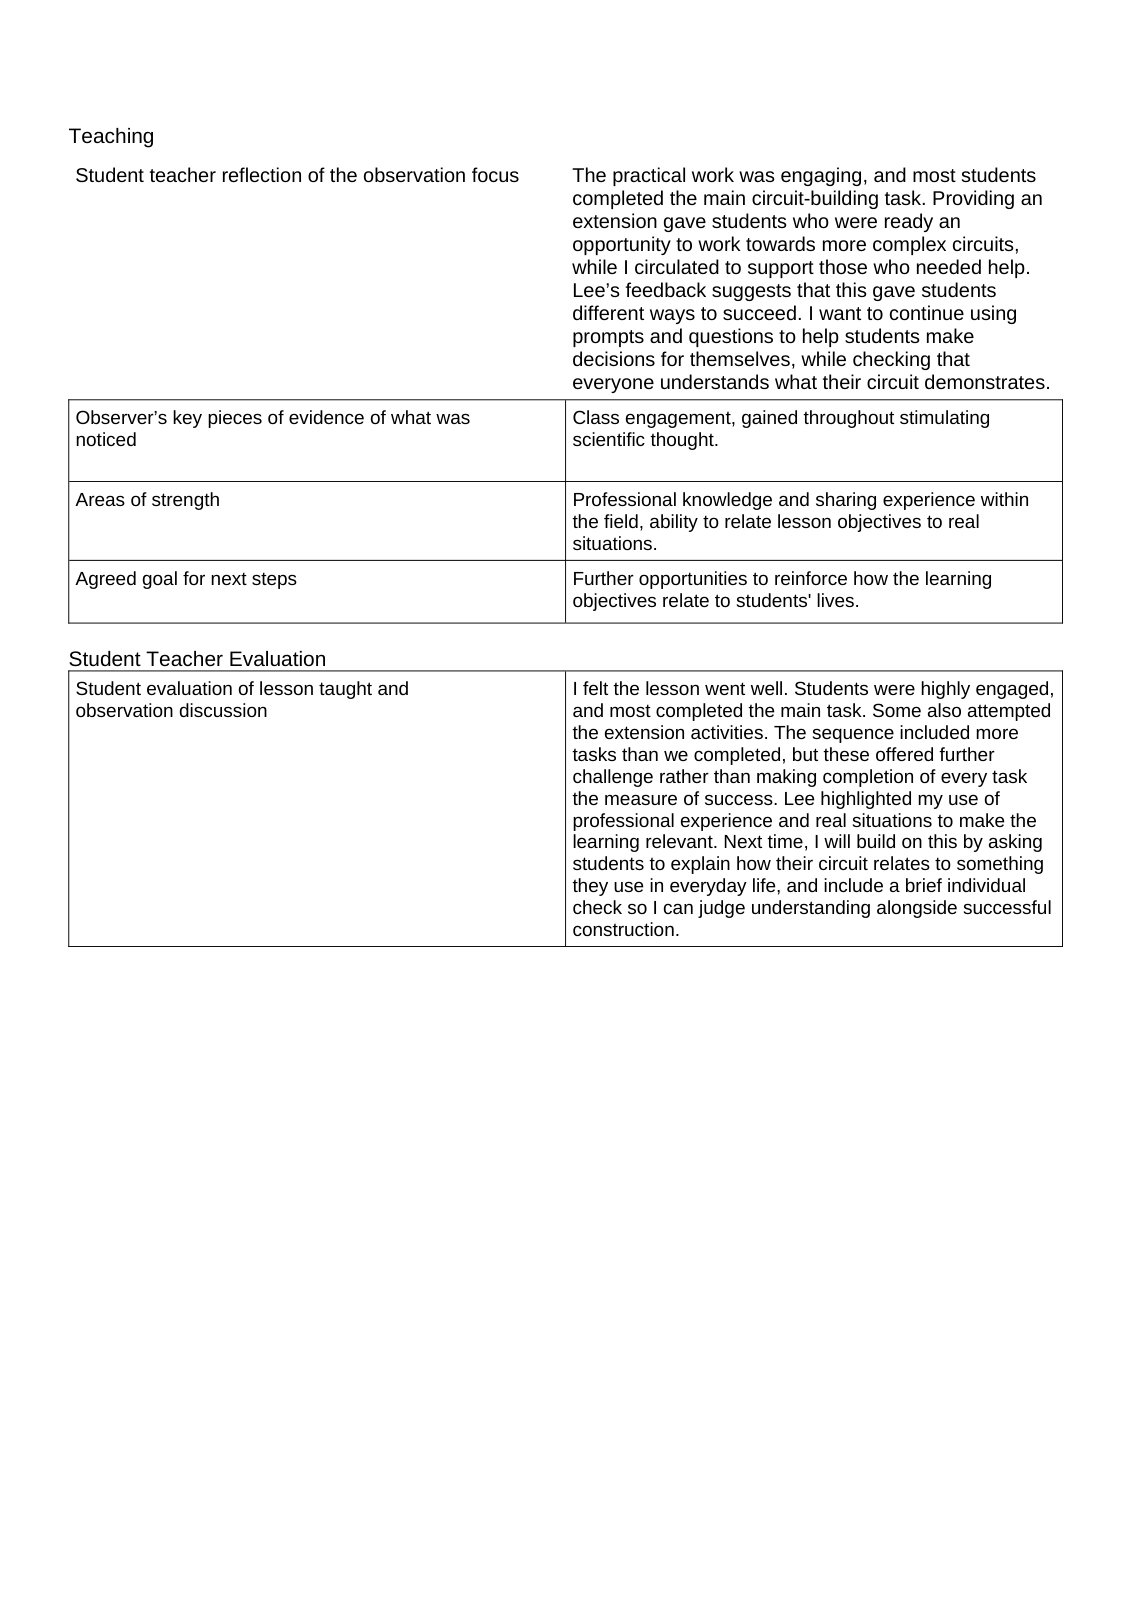 Teaching
Student teacher reflection of the observation focus
The practical work was engaging, and most students
completed the main circuit-building task. Providing an
extension gave students who were ready an
opportunity to work towards more complex circuits,
while I circulated to support those who needed help.
Lee’s feedback suggests that this gave students
different ways to succeed. I want to continue using
prompts and questions to help students make
decisions for themselves, while checking that
everyone understands what their circuit demonstrates.
Observer’s key pieces of evidence of what was
noticed
Class engagement, gained throughout stimulating
scientific thought.
Areas of strength
Professional knowledge and sharing experience within
the field, ability to relate lesson objectives to real
situations.
Agreed goal for next steps
Further opportunities to reinforce how the learning
objectives relate to students' lives.
Student Teacher Evaluation
Student evaluation of lesson taught and
observation discussion
I felt the lesson went well. Students were highly engaged,
and most completed the main task. Some also attempted
the extension activities. The sequence included more
tasks than we completed, but these offered further
challenge rather than making completion of every task
the measure of success. Lee highlighted my use of
professional experience and real situations to make the
learning relevant. Next time, I will build on this by asking
students to explain how their circuit relates to something
they use in everyday life, and include a brief individual
check so I can judge understanding alongside successful
construction.